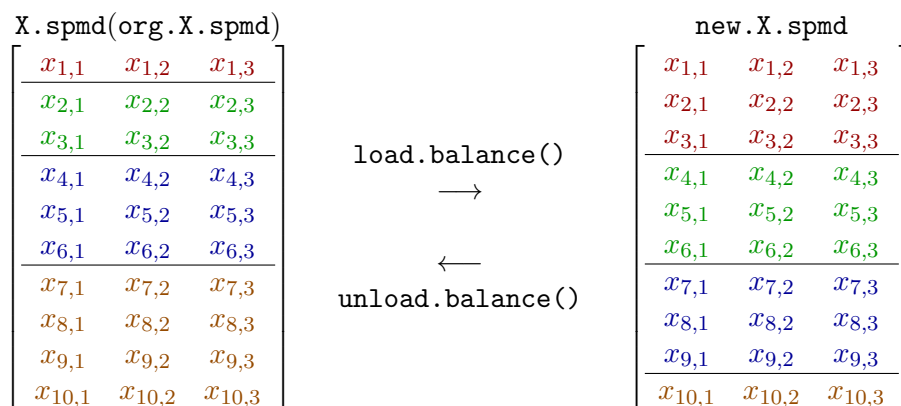 X.spmd(org.X.spmd)
x1,1 x1,2 x1,3
x2,1 x2,2 x2,3
x3,1 x3,2 x3,3
x4,1 x4,2 x4,3
x5,1 x5,2 x5,3
x6,1 x6,2 x6,3
x7,1 x7,2 x7,3
x8,1 x8,2 x8,3
x9,1 x9,2 x9,3
x10,1 x10,2 x10,3
load.balance()
⟶
⟵
unload.balance()
new.X.spmd
x1,1 x1,2 x1,3
x2,1 x2,2 x2,3
x3,1 x3,2 x3,3
x4,1 x4,2 x4,3
x5,1 x5,2 x5,3
x6,1 x6,2 x6,3
x7,1 x7,2 x7,3
x8,1 x8,2 x8,3
x9,1 x9,2 x9,3
x10,1 x10,2 x10,3